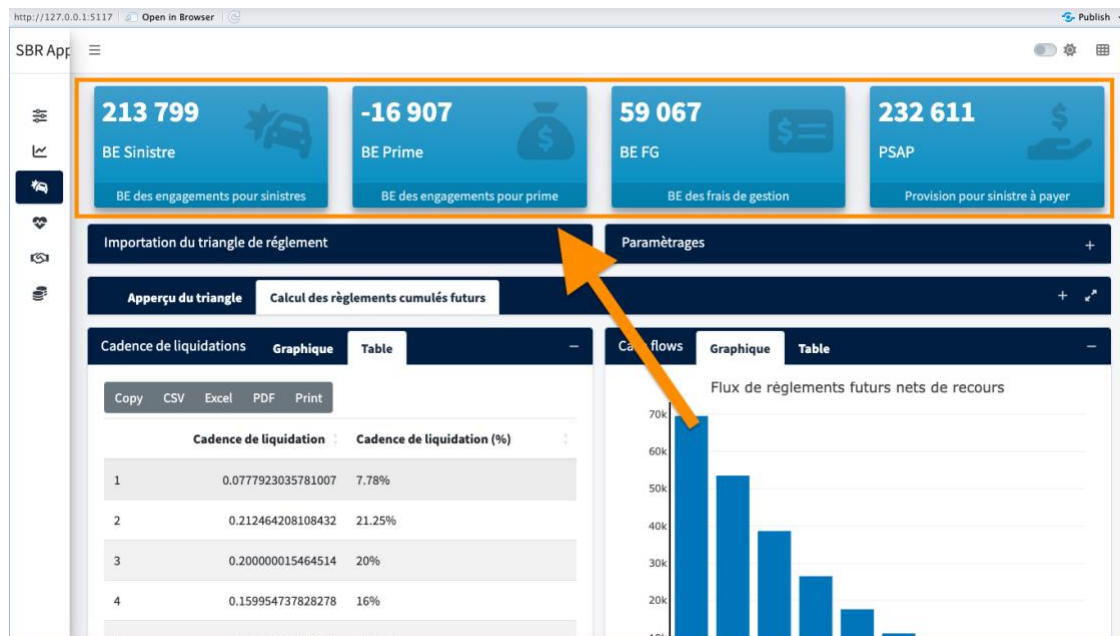 http://127.0.0.1:5117 Open in Browser
Publish
SBR App
213 799
BE Sinistre
BE des engagements pour sinistres
-16 907
BE Prime
BE des engagements pour prime
59 067
BE FG
BE des frais de gestion
232 611
PSAP
Provision pour sinistre à payer
Importation du triangle de réglement
Paramètrages
Apperçu du triangle Calcul des règlements cumulés futurs
Cadence de liquidations Graphique Table
Copy CSV Excel PDF Print
Cadence de liquidation Cadence de liquidation (%)
1 0.0777923035781007 7.78%
2 0.212464208108432 21.25%
3 0.200000015464514 20%
4 0.159954737828278 16%
flows Graphique Table
Flux de règlements futurs nets de recours
70k
60k
50k
40k
30k
20k